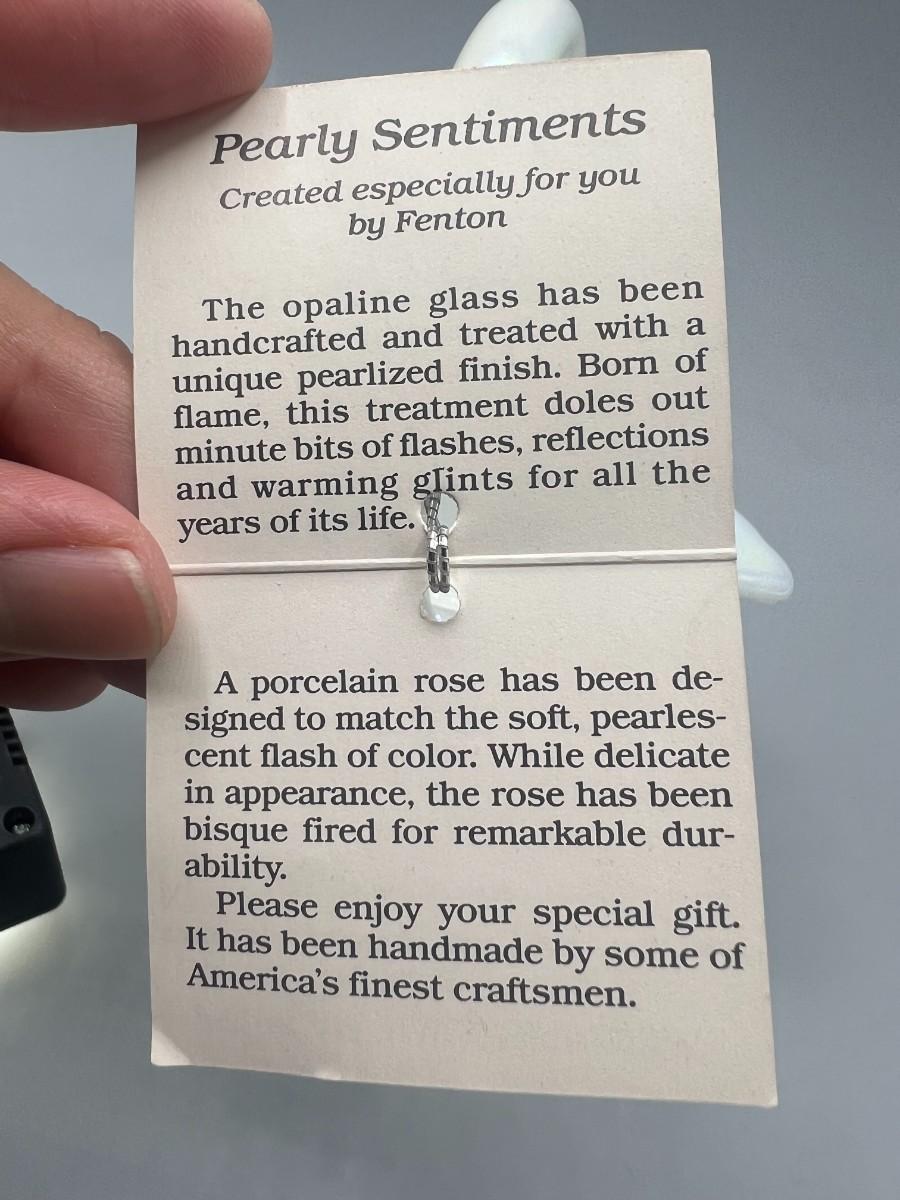 Pearly Sentiments
Created especially for you
by Fenton
The opaline glass has been
handcrafted and treated with a
unique pearlized finish. Born of
flame, this treatment doles out
minute bits of flashes, reflections
and warming glints for all the
years of its life.
A porcelain rose has been de-
signed to match the soft, pearles-
cent flash of color. While delicate
in appearance, the rose has been
bisque fired for remarkable dur-
ability.
Please enjoy your special gift.
It has been handmade by some of
America's finest craftsmen.